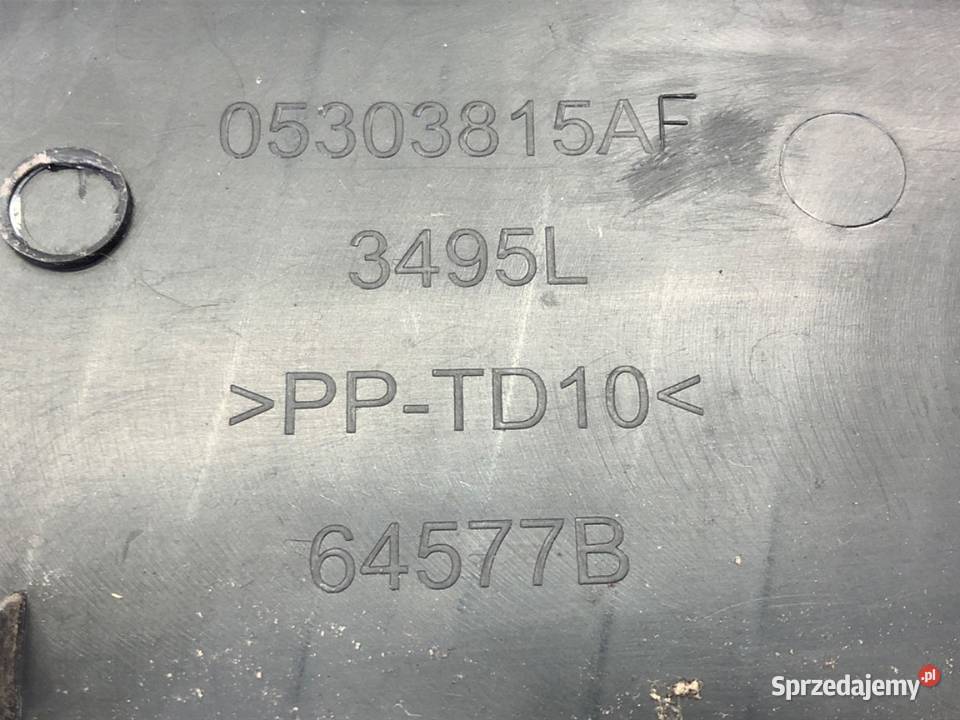 05303815AF
3495L
>PP-TD10<
64577B
Sprzedajemy.pl